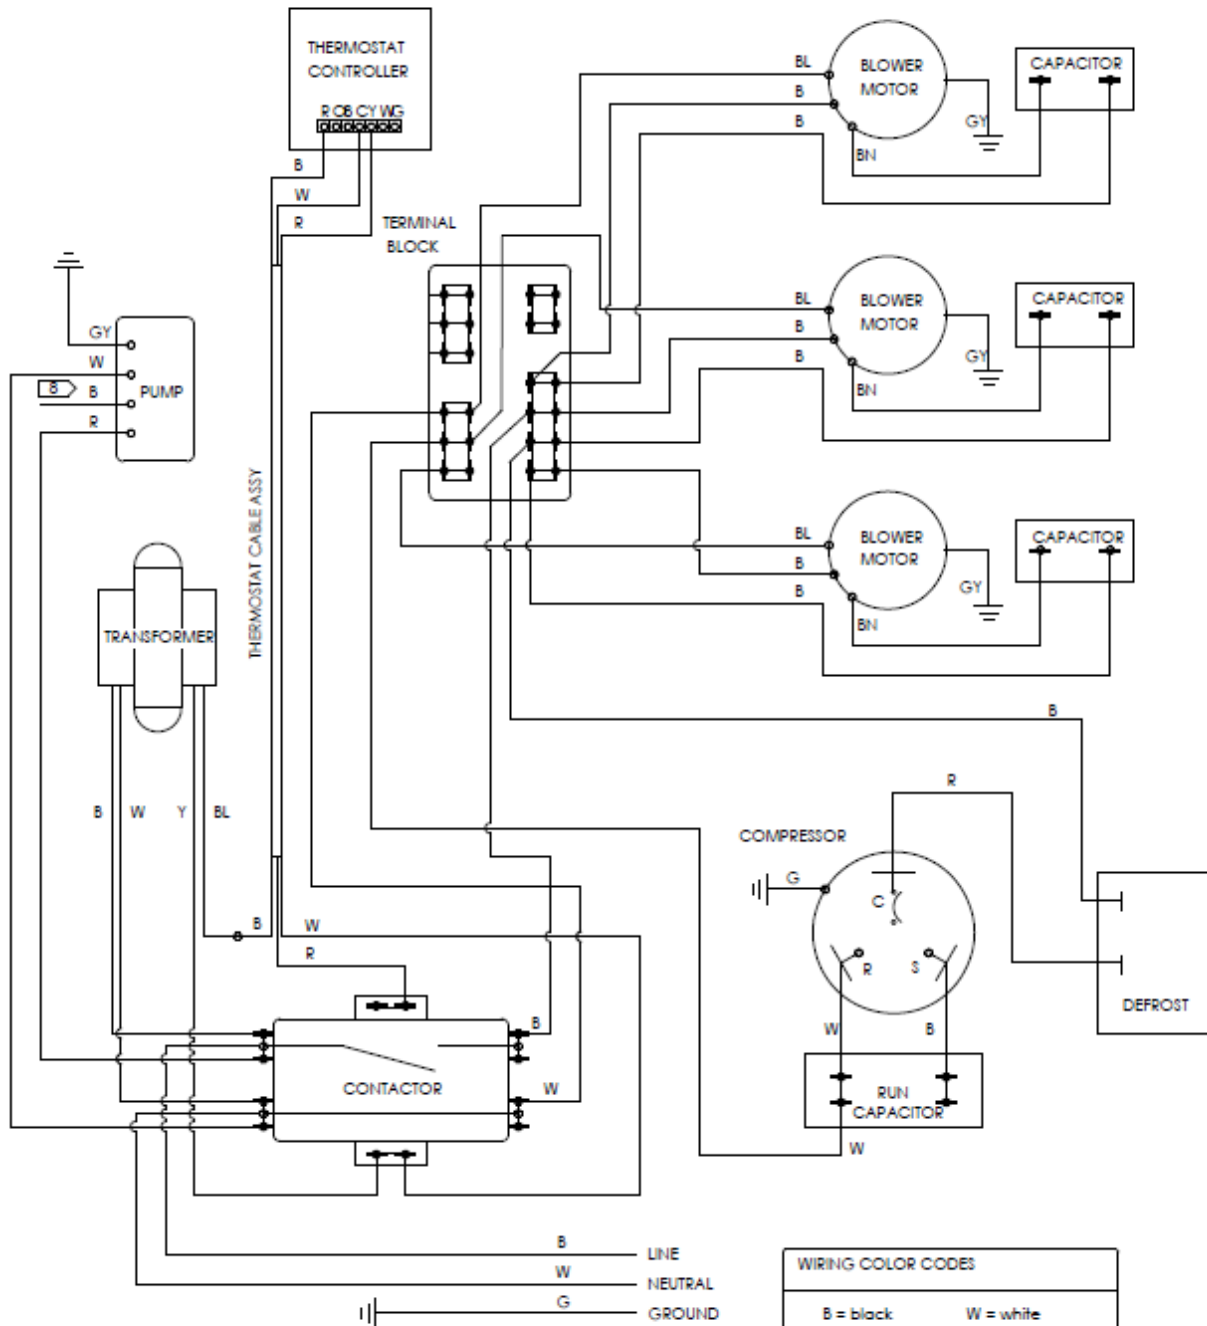 THERMOSTAT
CONTROLLER
R OB CY WG
B
W
R
TERMINAL
BLOCK
BL
B
B
BLOWER
MOTOR
GY
BN
CAPACITOR
BL
B
B
BLOWER
MOTOR
GY
BN
CAPACITOR
BL
B
B
BLOWER
MOTOR
GY
BN
CAPACITOR
GY
W
8
B
R
PUMP
THERMOSTAT CABLE ASSY
TRANSFORMER
B W Y BL
B
W
R
B
R
COMPRESSOR
G
C
R
S
W
B
DEFROST
RUN
CAPACITOR
W
B
CONTACTOR
W
B LINE
W NEUTRAL
G GROUND
WIRING COLOR CODES
B = black W = white